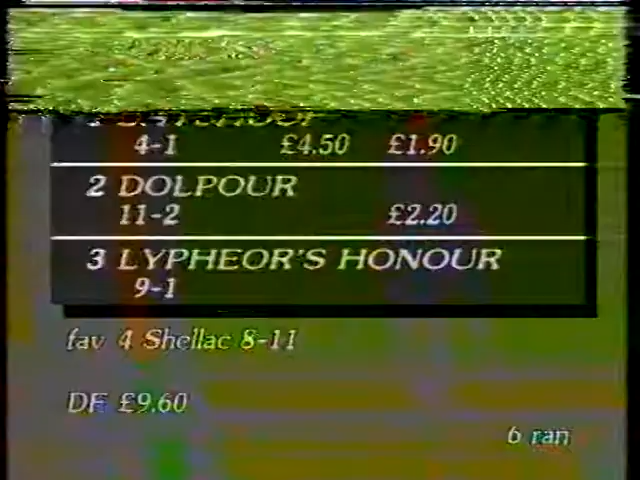 4-1 £4.50 £1.90
2 DOLPOUR
11-2 £2.20
3 LYPHEOR'S HONOUR
9-1
fav 4 Shellac 8-11
DF £9.60
6 ran